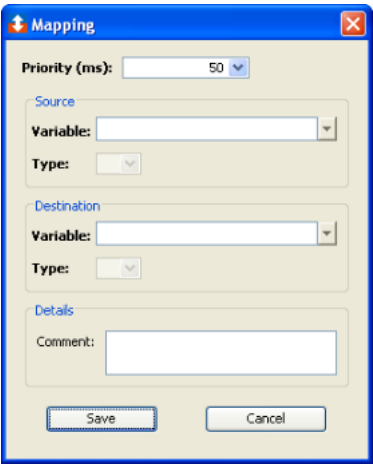 Mapping
Priority (ms): 50
Source
Variable:
Type:
Destination
Variable:
Type:
Details
Comment:
Save Cancel